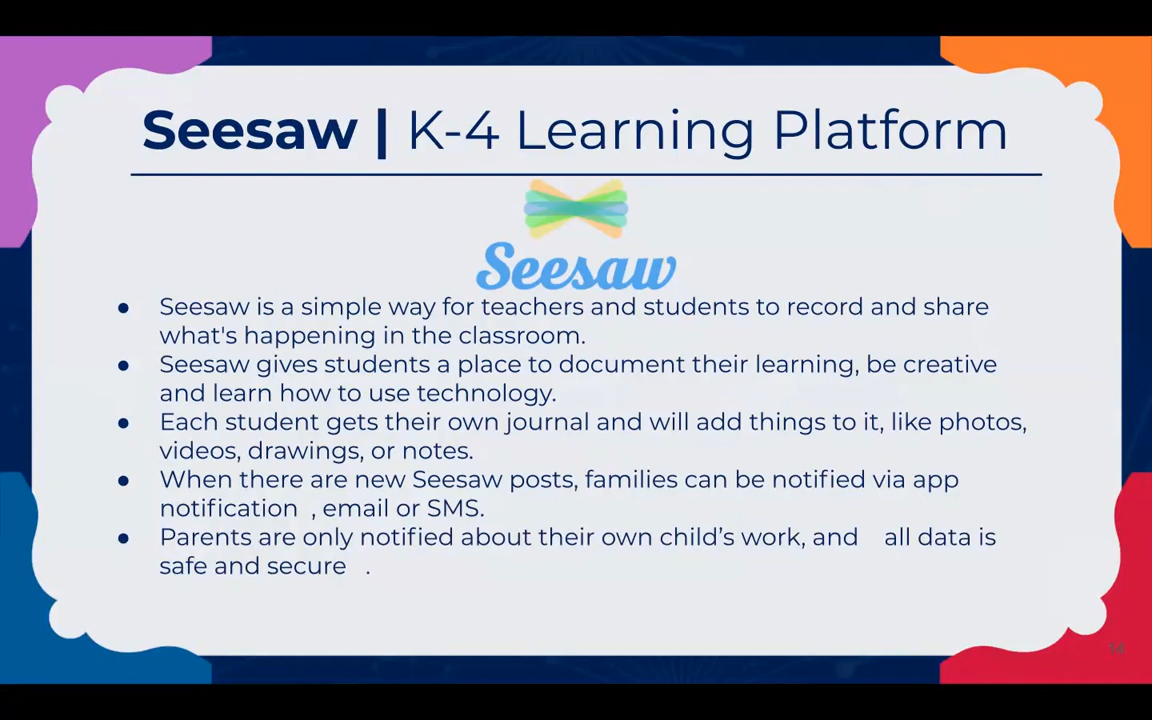 Seesaw | K-4 Learning Platform
Seesaw
● Seesaw is a simple way for teachers and students to record and share
what's happening in the classroom.
● Seesaw gives students a place to document their learning, be creative
and learn how to use technology.
● Each student gets their own journal and will add things to it, like photos,
videos, drawings, or notes.
● When there are new Seesaw posts, families can be notified via app
notification , email or SMS.
● Parents are only notified about their own child’s work, and all data is
safe and secure .
14